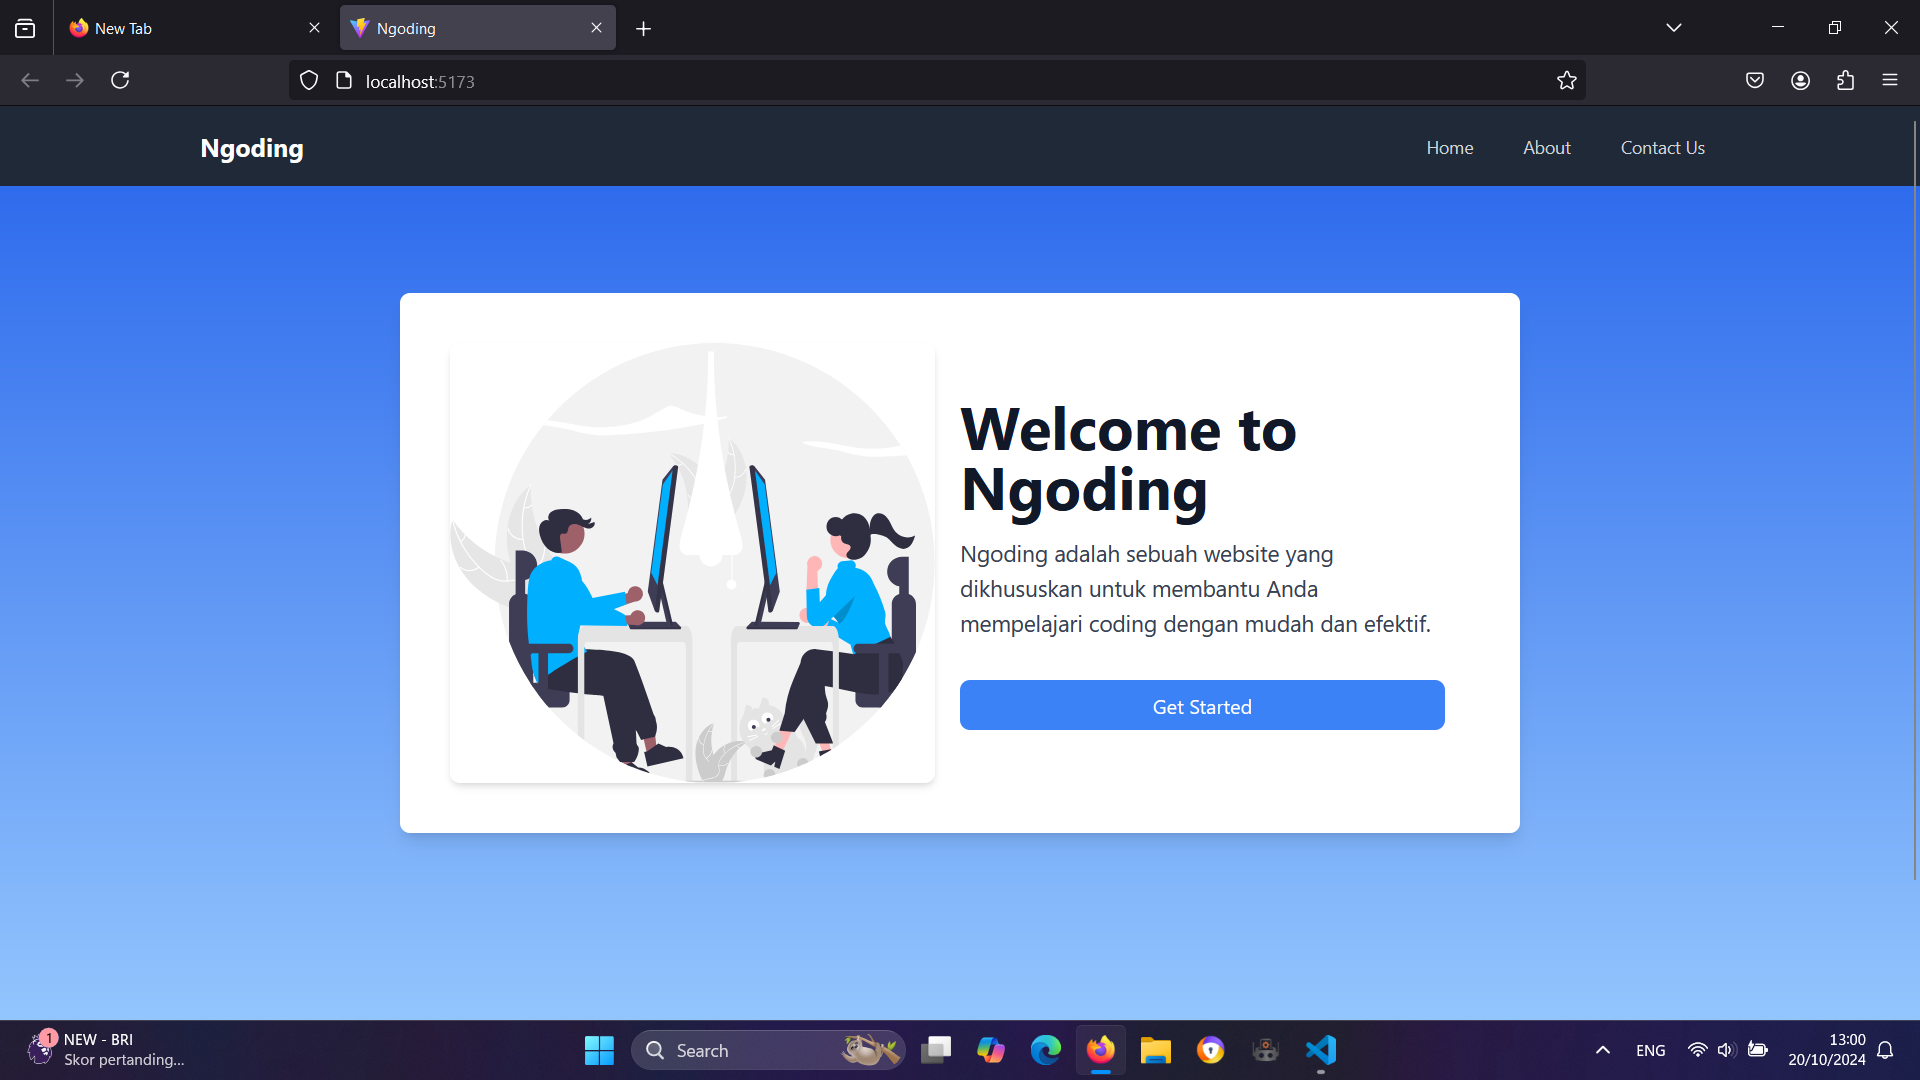 New Tab
Ngoding
localhost:5173
Ngoding
Home
About
Contact Us
Welcome to
Ngoding
Ngoding adalah sebuah website yang
dikhususkan untuk membantu Anda
mempelajari coding dengan mudah dan efektif.
Get Started
1
NEW - BRI
Skor pertanding...
Search
ENG
13:00
20/10/2024